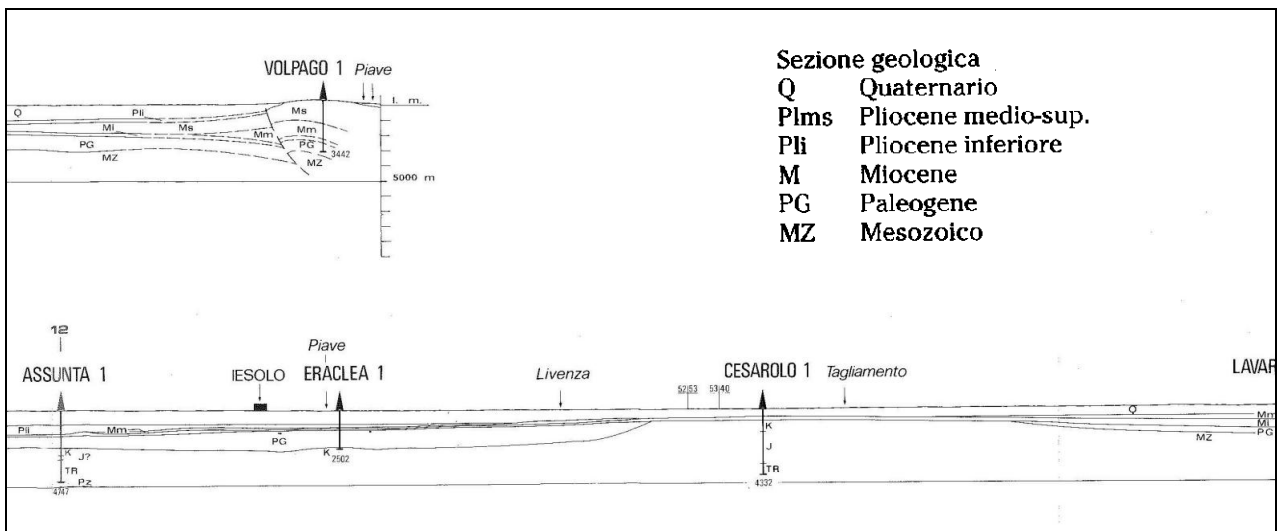 VOLPAGO 1 Piave
l. m.
Q Pli Ms
Ml Ms Mm Mm
PG PG
MZ MZ 3442
5000 m
Sezione geologica
Q Quaternario
Plms Pliocene medio-sup.
Pli Pliocene inferiore
M Miocene
PG Paleogene
MZ Mesozoico
12
ASSUNTA 1 IESOLO Piave ERACLEA 1 Livenza 52|53 53|40 CESAROLO 1 Tagliamento LAVAR
Q
Pli Mm K Mm
PG J Ml
K J? K 2502 MZ PG
TR TR
Pz
4747 4332